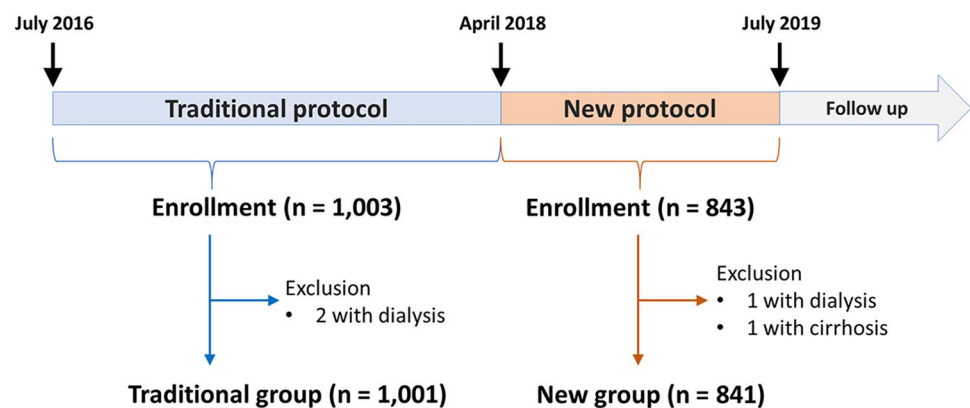 July 2016
April 2018
July 2019
Traditional protocol
New protocol
Follow up
Enrollment (n = 1,003)
Enrollment (n = 843)
Exclusion
• 2 with dialysis
Exclusion
• 1 with dialysis
• 1 with cirrhosis
Traditional group (n = 1,001)
New group (n = 841)